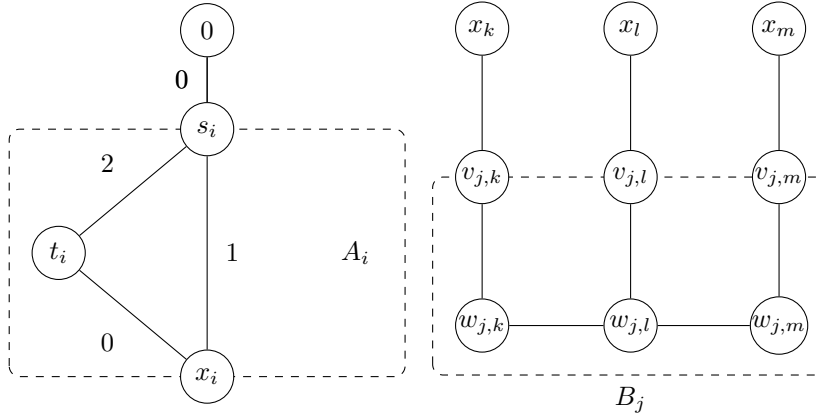 0 x_k x_l x_m
0
s_i
2
v_{j,k} v_{j,l} v_{j,m}
t_i 1 A_i
0
w_{j,k} w_{j,l} w_{j,m}
x_i
B_j